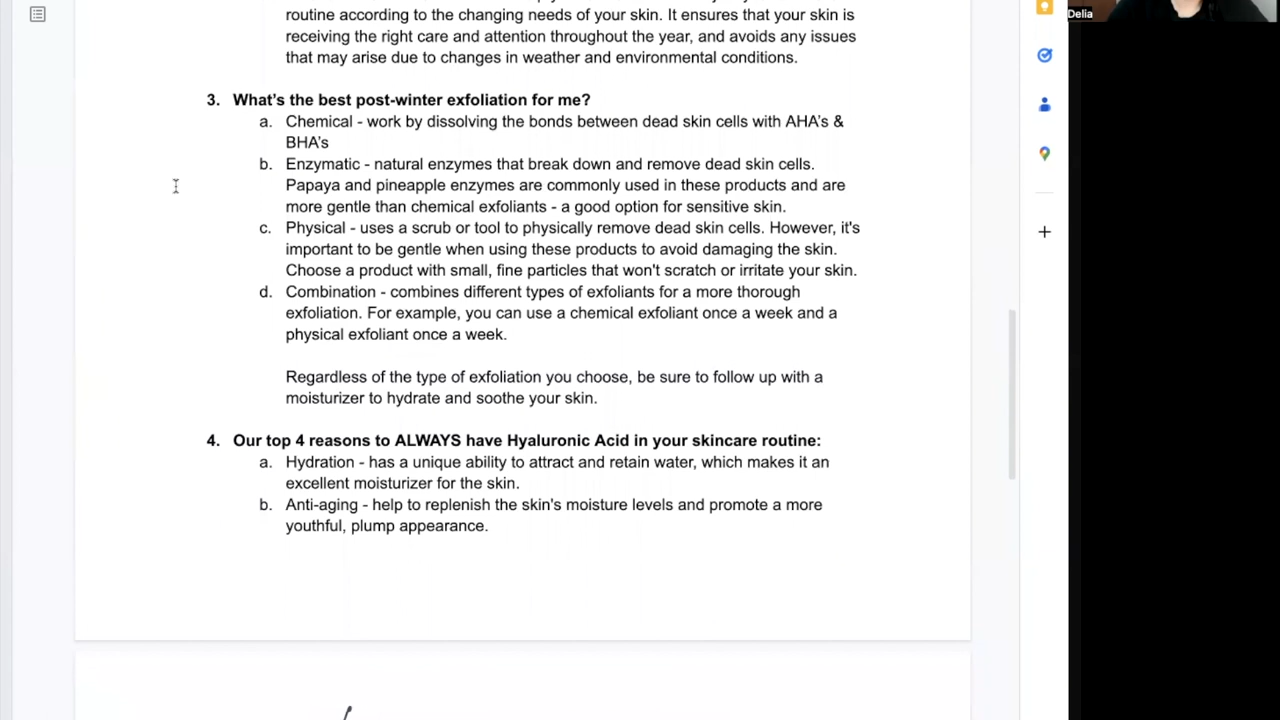 routine according to the changing needs of your skin. It ensures that your skin is
receiving the right care and attention throughout the year, and avoids any issues
that may arise due to changes in weather and environmental conditions.
3. What's the best post-winter exfoliation for me?
a. Chemical - work by dissolving the bonds between dead skin cells with AHA's &
BHA's
b. Enzymatic - natural enzymes that break down and remove dead skin cells.
Papaya and pineapple enzymes are commonly used in these products and are
more gentle than chemical exfoliants - a good option for sensitive skin.
c. Physical - uses a scrub or tool to physically remove dead skin cells. However, it's
important to be gentle when using these products to avoid damaging the skin.
Choose a product with small, fine particles that won't scratch or irritate your skin.
d. Combination - combines different types of exfoliants for a more thorough
exfoliation. For example, you can use a chemical exfoliant once a week and a
physical exfoliant once a week.
Regardless of the type of exfoliation you choose, be sure to follow up with a
moisturizer to hydrate and soothe your skin.
4. Our top 4 reasons to ALWAYS have Hyaluronic Acid in your skincare routine:
a. Hydration - has a unique ability to attract and retain water, which makes it an
excellent moisturizer for the skin.
b. Anti-aging - help to replenish the skin's moisture levels and promote a more
youthful, plump appearance.
Delia